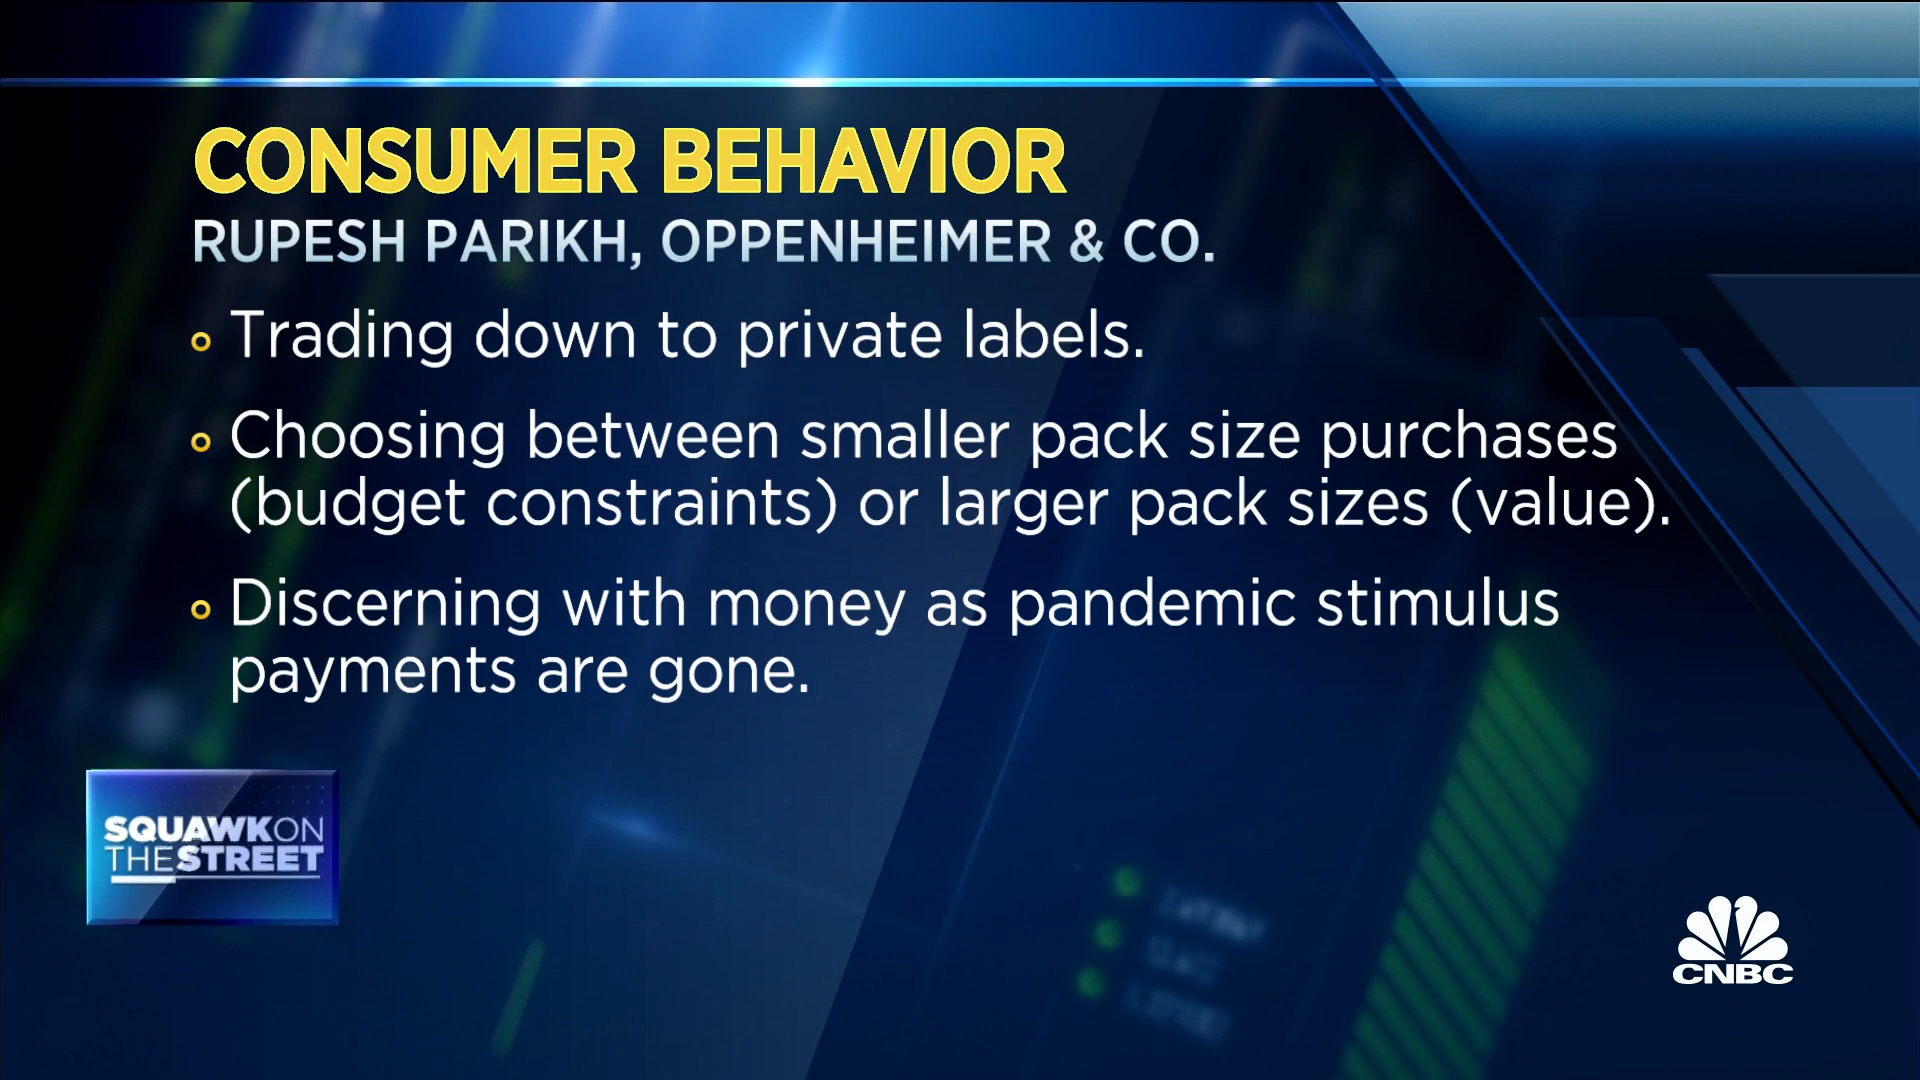 CONSUMER BEHAVIOR
RUPESH PARIKH, OPPENHEIMER & CO.
Trading down to private labels.
Choosing between smaller pack size purchases
(budget constraints) or larger pack sizes (value).
Discerning with money as pandemic stimulus
payments are gone.
SQUAWK ON
THE STREET
CNBC